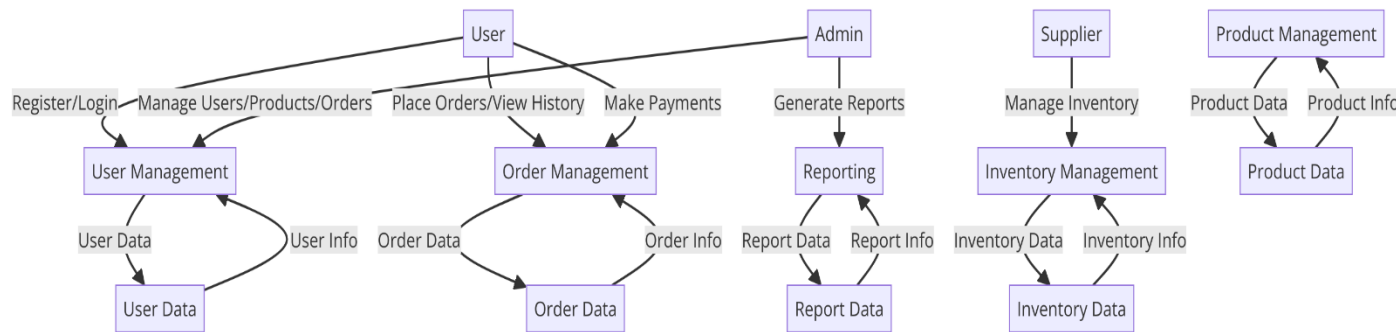 User
Admin
Supplier
Product Management
Register/Login
Manage Users/Products/Orders
Place Orders/View History
Make Payments
Generate Reports
Manage Inventory
Product Data
Product Info
User Management
Order Management
Reporting
Inventory Management
Product Data
User Data
User Info
Order Data
Order Info
Report Data
Report Info
Inventory Data
Inventory Info
User Data
Order Data
Report Data
Inventory Data